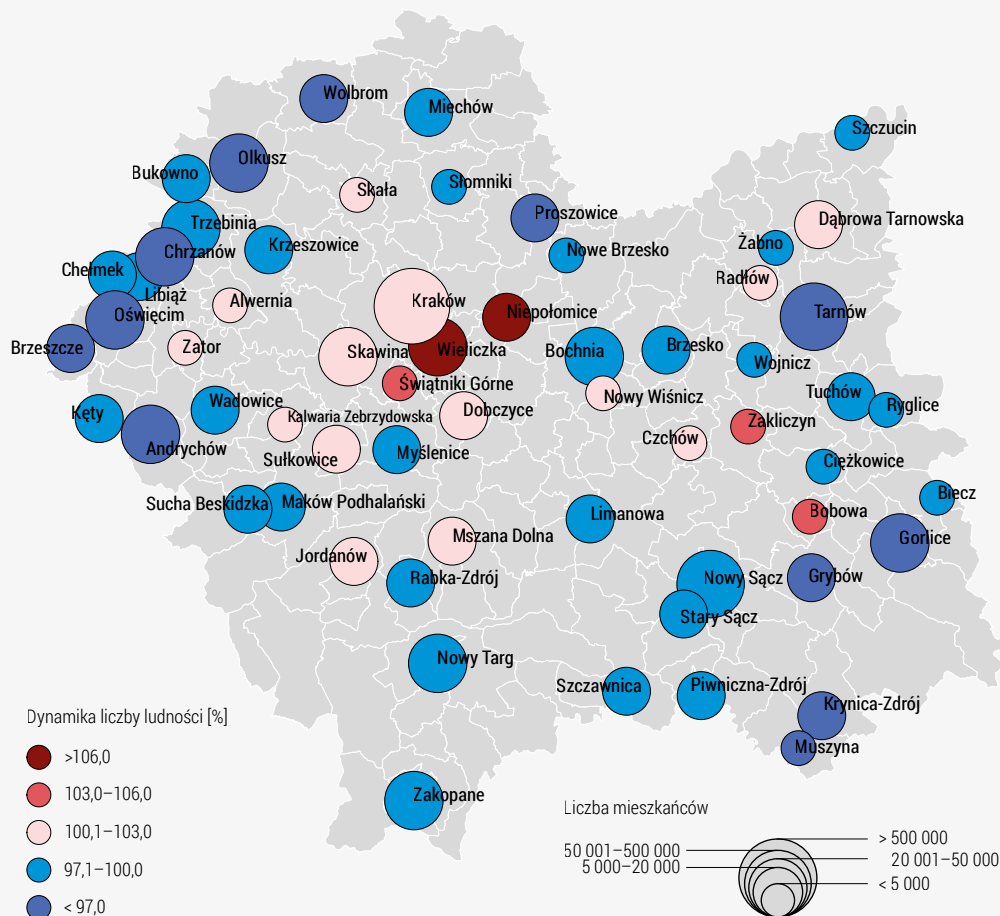 Wolbrom
Miechów
Szczucin
Olkusz
Bukowno
Skała
Słomniki
Proszowice
Dąbrowa Tarnowska
Trzebinia
Chrzanów
Krzeszowice
Nowe Brzesko
Żabno
Chełmek
Libiąż
Alwernia
Radłów
Kraków
Niepołomice
Oświęcim
Tarnów
Brzeszcze
Zator
Skawina
Wieliczka
Bochnia
Brzesko
Wojnicz
Świątniki Górne
Nowy Wiśnicz
Tuchów
Ryglice
Kęty
Wadowice
Kalwaria Zebrzydowska
Dobczyce
Zakliczyn
Czchów
Andrychów
Sułkowice
Myślenice
Ciężkowice
Biecz
Sucha Beskidzka
Maków Podhalański
Limanowa
Bobowa
Gorlice
Mszana Dolna
Jordanów
Rabka-Zdrój
Nowy Sącz
Grybów
Stary Sącz
Nowy Targ
Szczawnica
Piwniczna-Zdrój
Krynica-Zdrój
Muszyna
Zakopane
Dynamika liczby ludności [%]
>106,0
103,0–106,0
100,1–103,0
97,1–100,0
< 97,0
Liczba mieszkańców
> 500 000
50 001–500 000
20 001–50 000
5 000–20 000
< 5 000